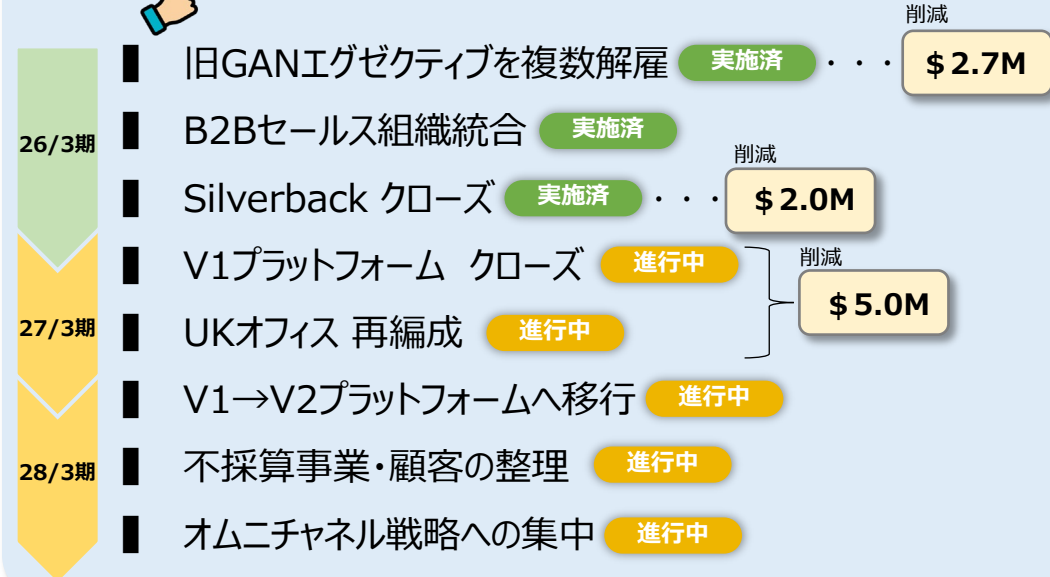 削減
旧GANエグゼクティブを複数解雇 実施済 ・・・ $2.7M
26/3期
B2Bセールス組織統合 実施済
削減
Silverback クローズ 実施済 ・・・ $2.0M
V1プラットフォーム クローズ 進行中
削減
$5.0M
27/3期
UKオフィス 再編成 進行中
V1→V2プラットフォームへ移行 進行中
28/3期
不採算事業・顧客の整理 進行中
オムニチャネル戦略への集中 進行中